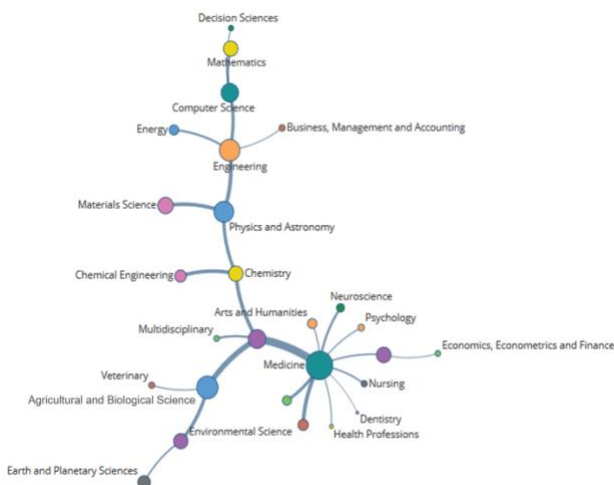 Decision Sciences
Mathematics
Computer Science
Energy
Business, Management and Accounting
Engineering
Materials Science
Physics and Astronomy
Chemical Engineering
Chemistry
Neuroscience
Arts and Humanities
Psychology
Multidisciplinary
Economics, Econometrics and Finance
Medicine
Veterinary
Nursing
Agricultural and Biological Science
Dentistry
Environmental Science
Health Professions
Earth and Planetary Sciences